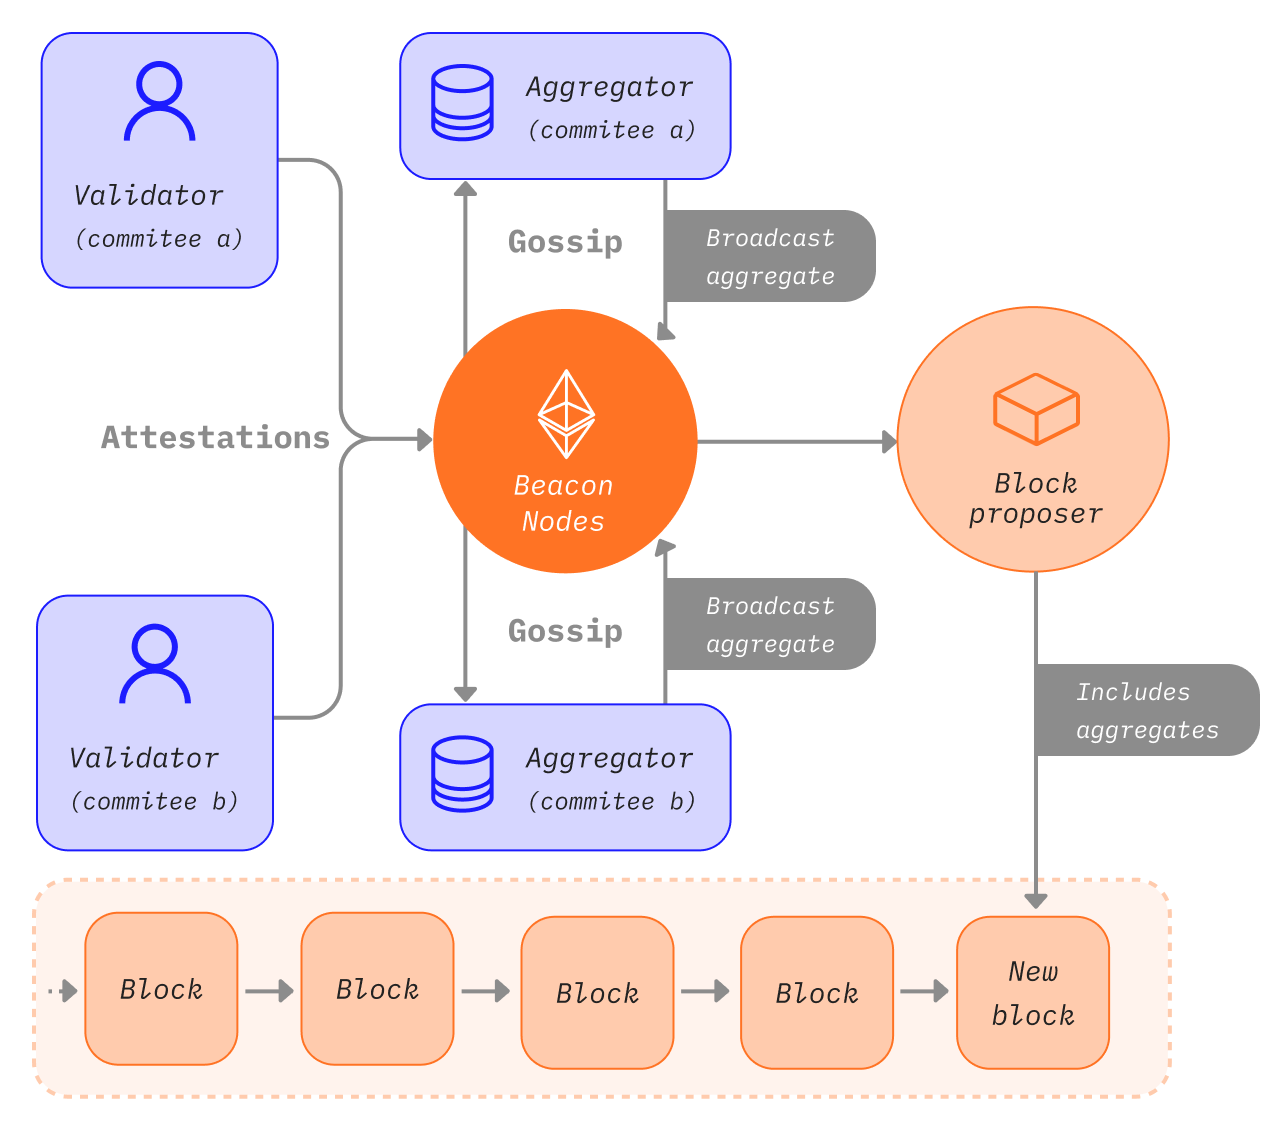 Validator
(commitee a)
Aggregator
(commitee a)
Gossip
Broadcast
aggregate
Attestations
Beacon
Nodes
Block
proposer
Gossip
Broadcast
aggregate
Validator
(commitee b)
Aggregator
(commitee b)
Includes
aggregates
Block
Block
Block
Block
New
block